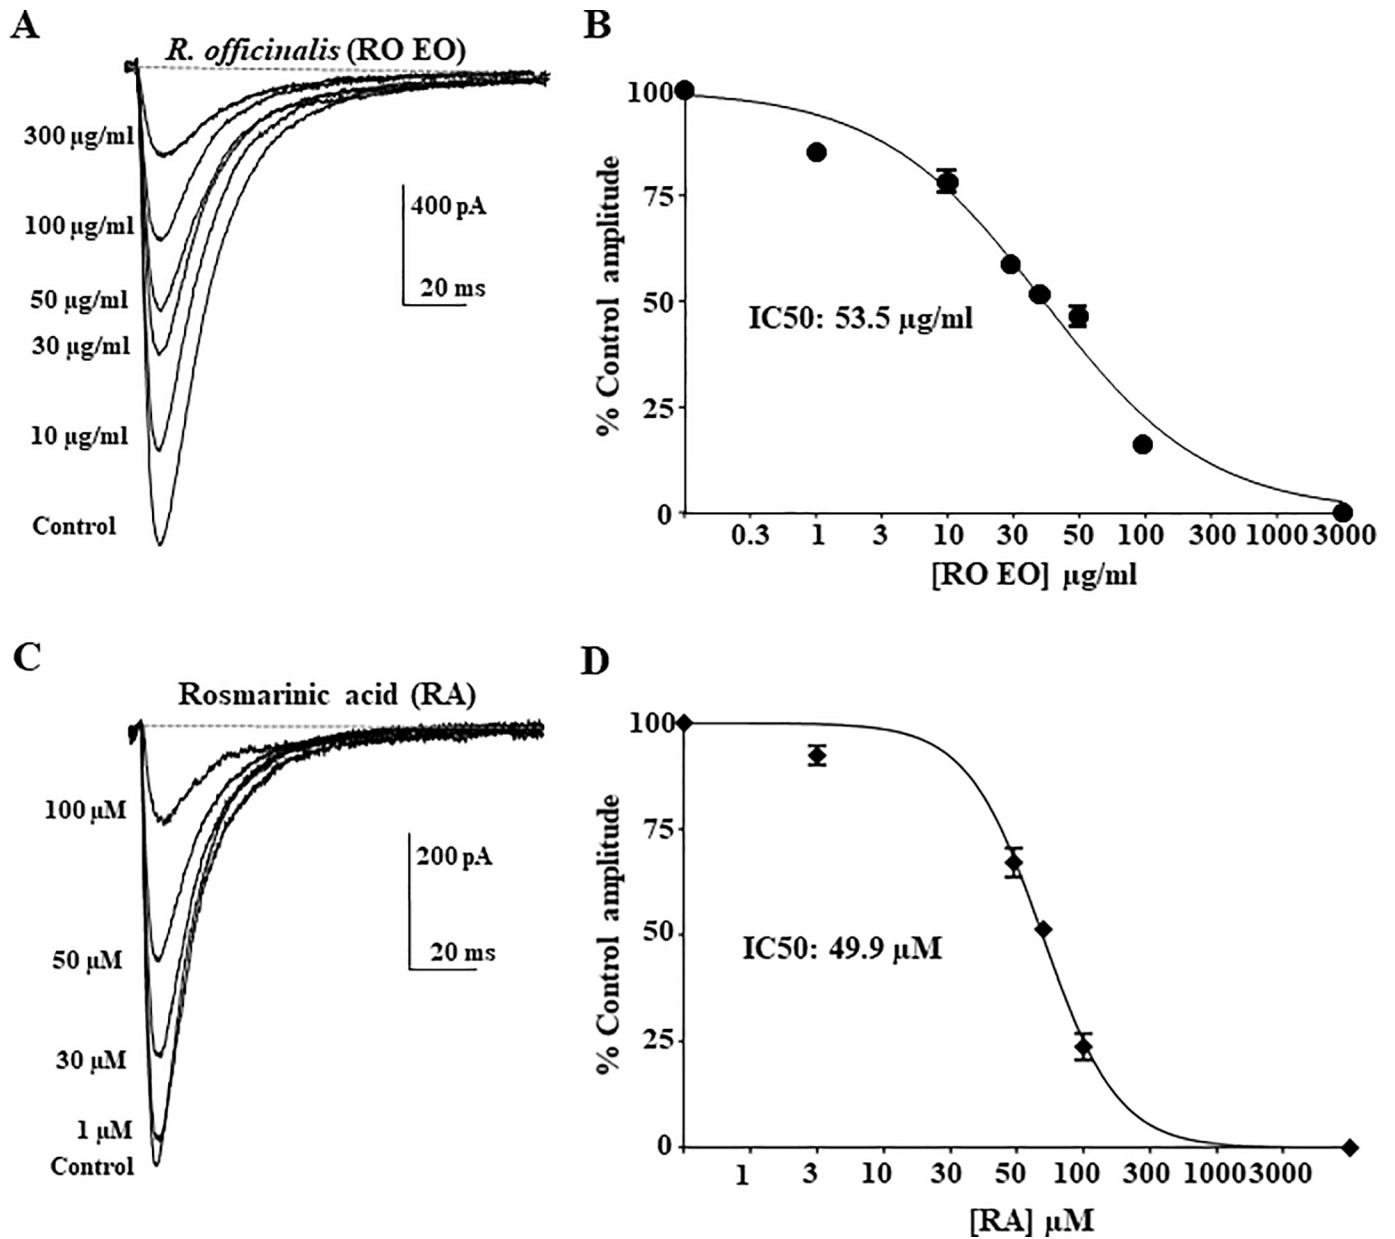 A
R. officinalis (RO EO)
300 µg/ml
100 µg/ml
50 µg/ml
30 µg/ml
10 µg/ml
Control
400 pA
20 ms
B
100
75
50
25
0
% Control amplitude
IC50: 53.5 µg/ml
0.3 1 3 10 30 50 100 300 1000 3000
[RO EO] µg/ml
C
Rosmarinic acid (RA)
100 µM
50 µM
30 µM
1 µM
Control
200 pA
20 ms
D
100
75
50
25
0
% Control amplitude
IC50: 49.9 µM
1 3 10 30 50 100 300 1000 3000
[RA] µM